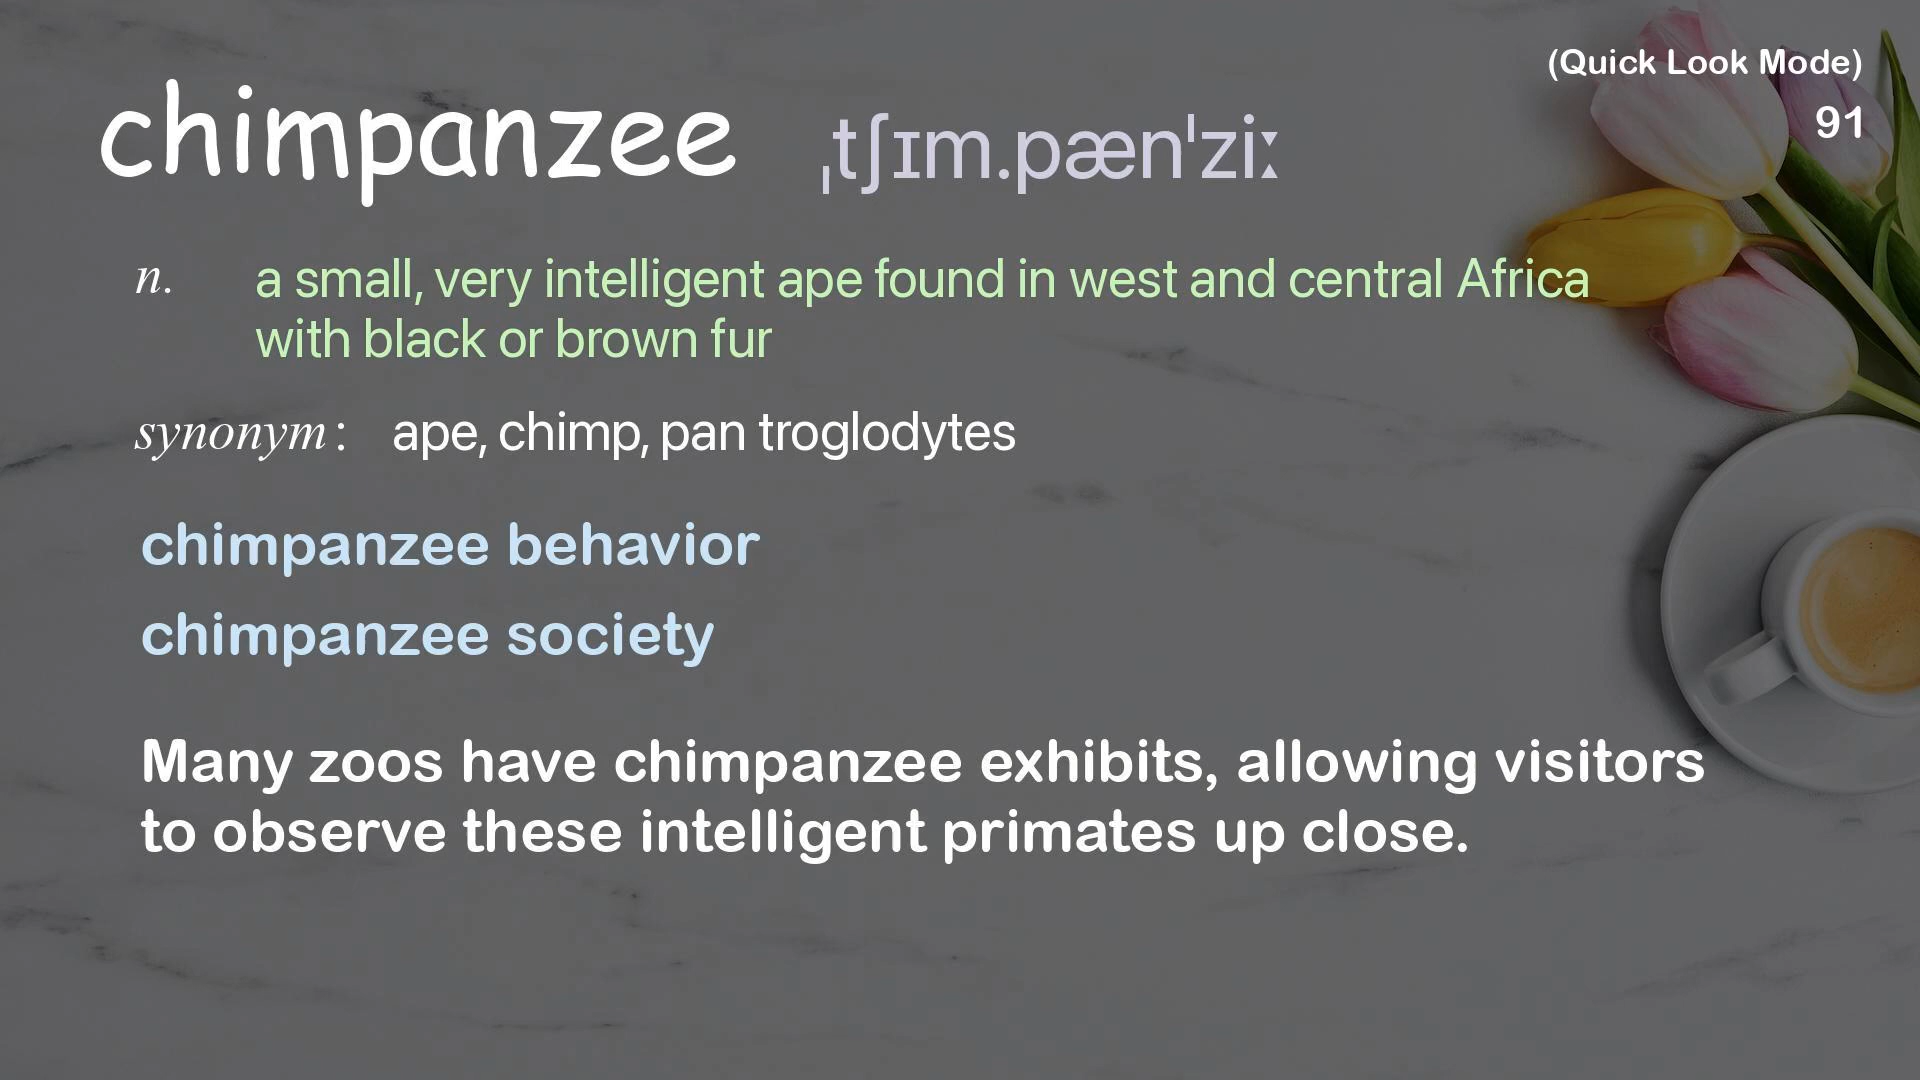 (Quick Look Mode)
91
chimpanzee ˌtʃɪm.pænˈziː
n. a small, very intelligent ape found in west and central Africa
with black or brown fur
synonym: ape, chimp, pan troglodytes
chimpanzee behavior
chimpanzee society
Many zoos have chimpanzee exhibits, allowing visitors
to observe these intelligent primates up close.